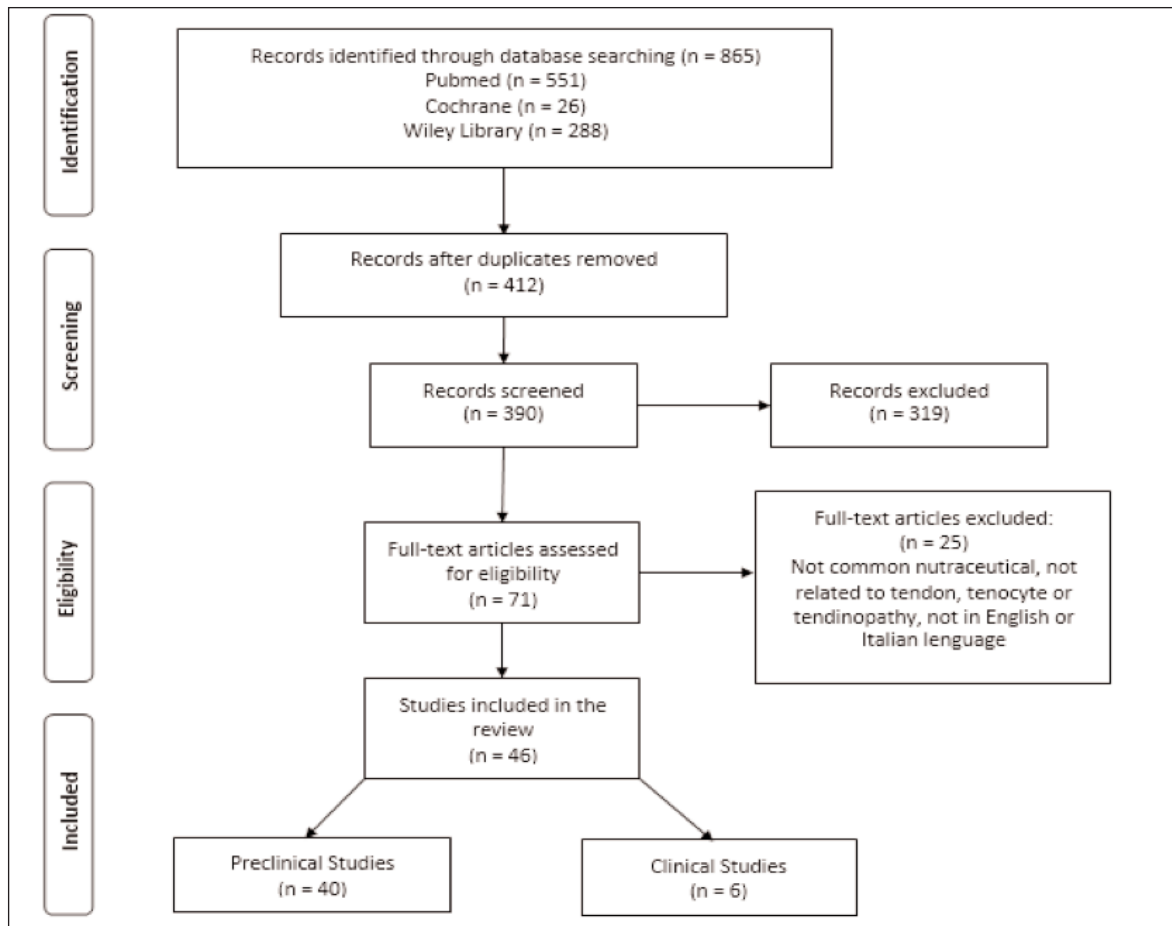 Identification
Records identified through database searching (n = 865)
Pubmed (n = 551)
Cochrane (n = 26)
Wiley Library (n = 288)
Screening
Records after duplicates removed
(n = 412)
Records screened
(n = 390)
Records excluded
(n = 319)
Eligibility
Full-text articles assessed
for eligibility
(n = 71)
Full-text articles excluded:
(n = 25)
Not common nutraceutical, not
related to tendon, tenocyte or
tendinopathy, not in English or
Italian lenguage
Included
Studies included in the
review
(n = 46)
Preclinical Studies
(n = 40)
Clinical Studies
(n = 6)